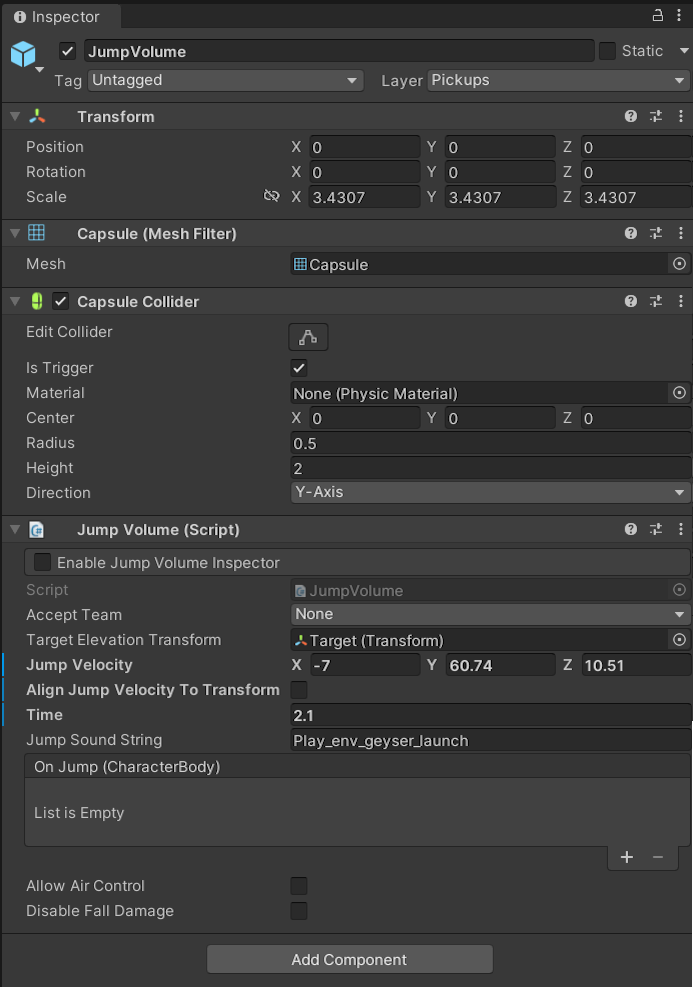 Inspector
JumpVolume Static
Tag Untagged Layer Pickups
Transform
Position X 0 Y 0 Z 0
Rotation X 0 Y 0 Z 0
Scale X 3.4307 Y 3.4307 Z 3.4307
Capsule (Mesh Filter)
Mesh Capsule
Capsule Collider
Edit Collider
Is Trigger
Material None (Physic Material)
Center X 0 Y 0 Z 0
Radius 0.5
Height 2
Direction Y-Axis
Jump Volume (Script)
Enable Jump Volume Inspector
Script JumpVolume
Accept Team None
Target Elevation Transform Target (Transform)
Jump Velocity X -7 Y 60.74 Z 10.51
Align Jump Velocity To Transform
Time 2.1
Jump Sound String Play_env_geyser_launch
On Jump (CharacterBody)
List is Empty
Allow Air Control
Disable Fall Damage
Add Component